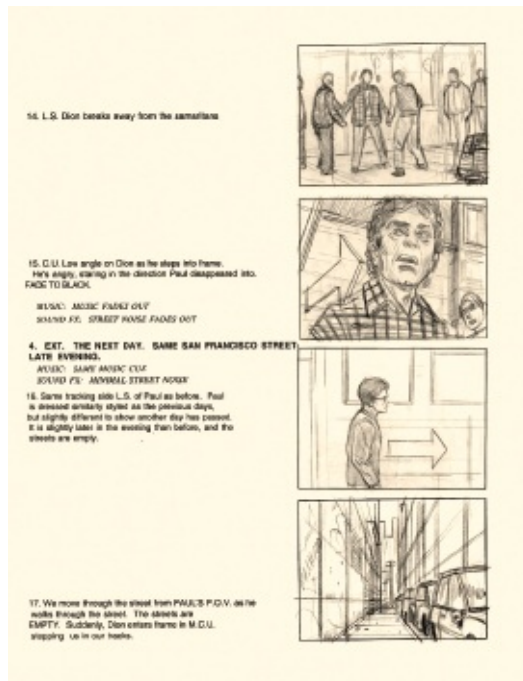 14. L.S. Dion breaks away from the samaritans
15. C.U. Low angle on Dion as he steps into frame.
He's angry, staring in the direction Paul disappeared into.
FADE TO BLACK.
MUSIC: MUSIC FADES OUT
SOUND FX: STREET NOISE FADES OUT
4. EXT. THE NEXT DAY. SAME SAN FRANCISCO STREET,
LATE EVENING.
MUSIC: SAME MUSIC CUE
SOUND FX: MINIMAL STREET NOISE
16. Same tracking side L.S. of Paul as before. Paul
is dressed similarly styled as the previous days,
but slightly different to show another day has passed.
It is slightly later in the evening than before, and the
streets are empty.
17. We move through the street from PAUL'S P.O.V. as he
walks through the street. The streets are
EMPTY. Suddenly, Dion enters frame in M.C.U.
stopping us in our tracks.